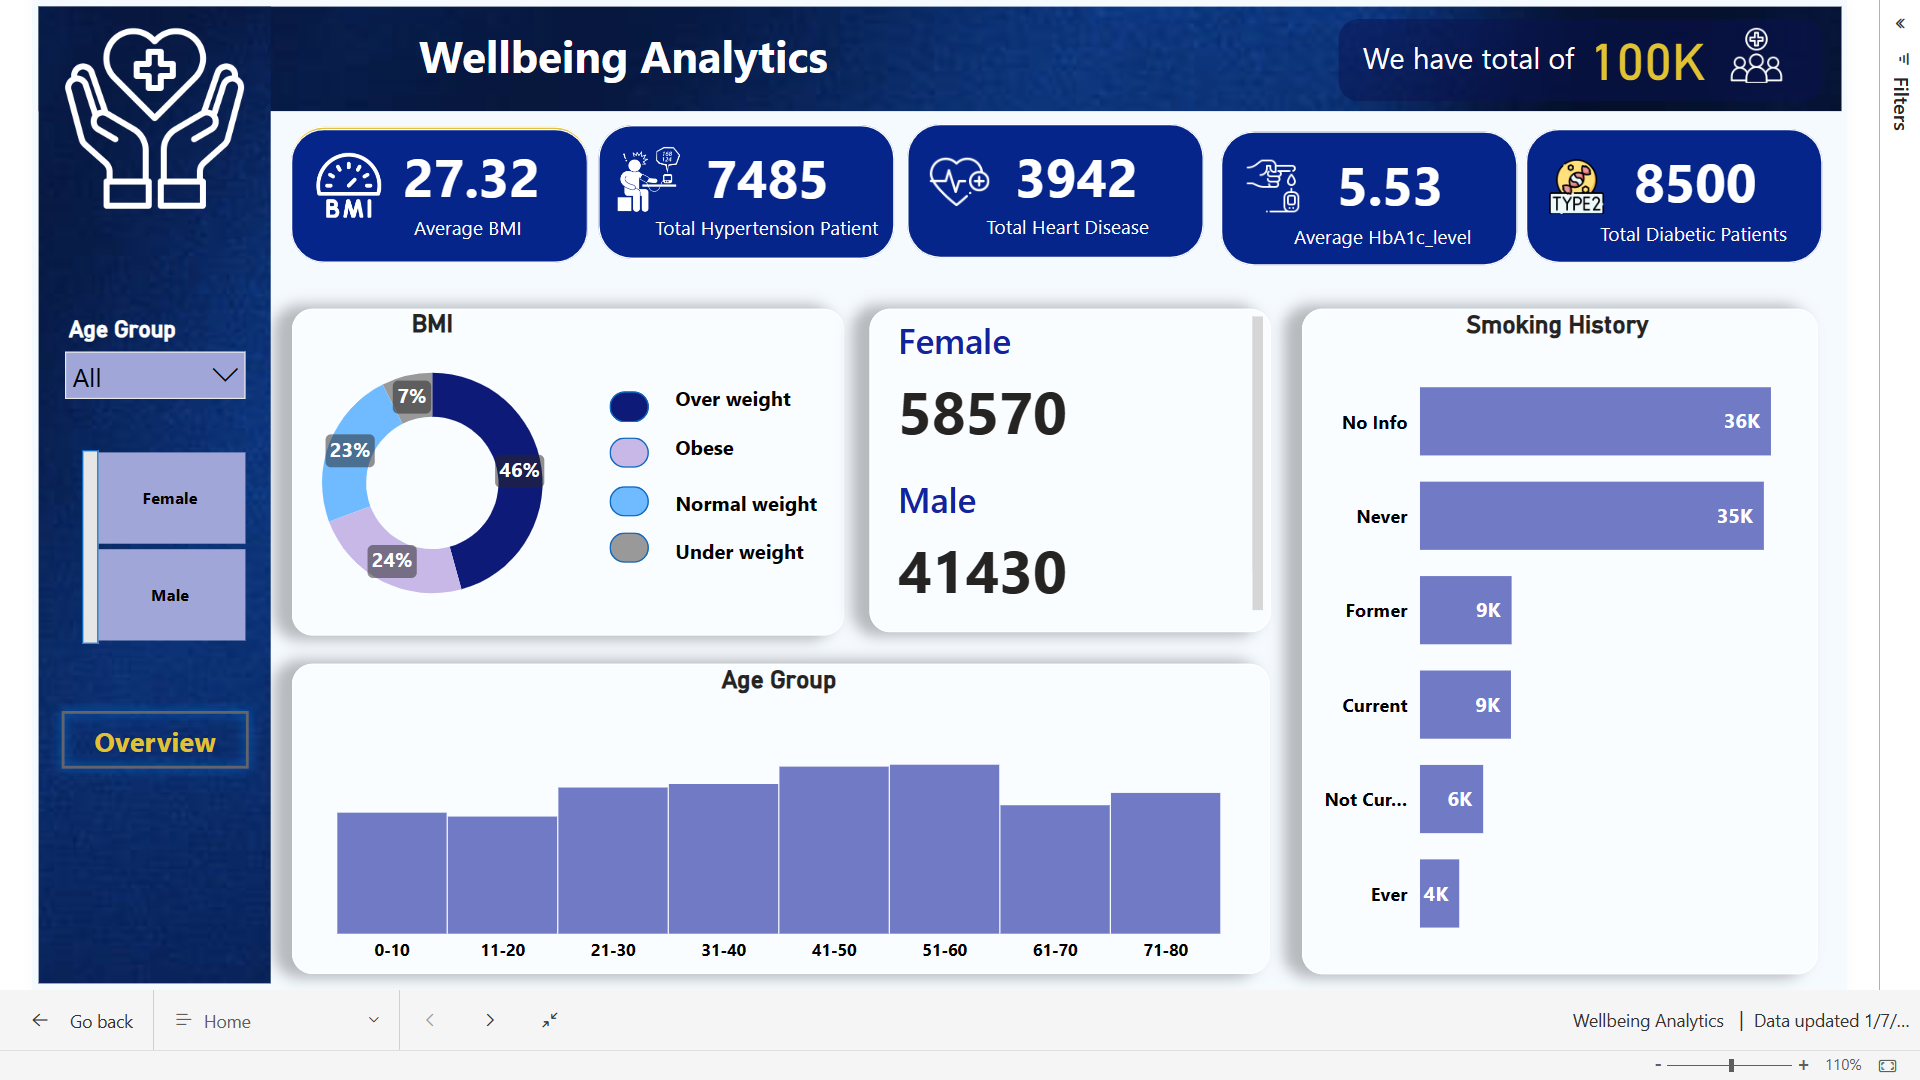 Wellbeing Analytics
We have total of 100K
Filters
BMI
27.32
Average BMI
7485
Total Hypertension Patient
3942
Total Heart Disease
5.53
Average HbA1c_level
TYPE2
8500
Total Diabetic Patients
Age Group
All
Female
Male
Overview
BMI
7%
23%
46%
24%
Over weight
Obese
Normal weight
Under weight
Female
58570
Male
41430
Smoking History
No Info 36K
Never 35K
Former 9K
Current 9K
Not Cur... 6K
Ever 4K
Age Group
0-10 11-20 21-30 31-40 41-50 51-60 61-70 71-80
Go back Home
Wellbeing Analytics | Data updated 1/7/...
- + 110%